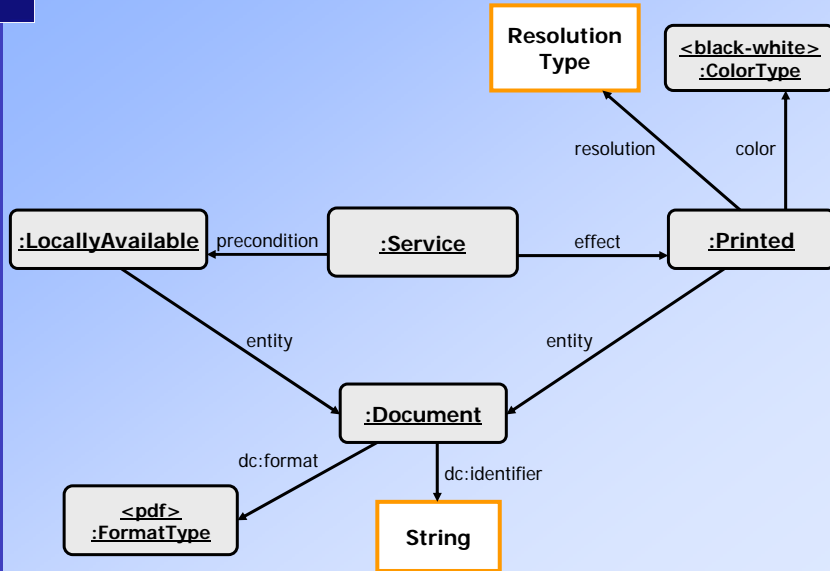 Resolution
Type
<black-white>
:ColorType
resolution
color
:LocallyAvailable
precondition
:Service
effect
:Printed
entity
entity
:Document
dc:format
dc:identifier
<pdf>
:FormatType
String